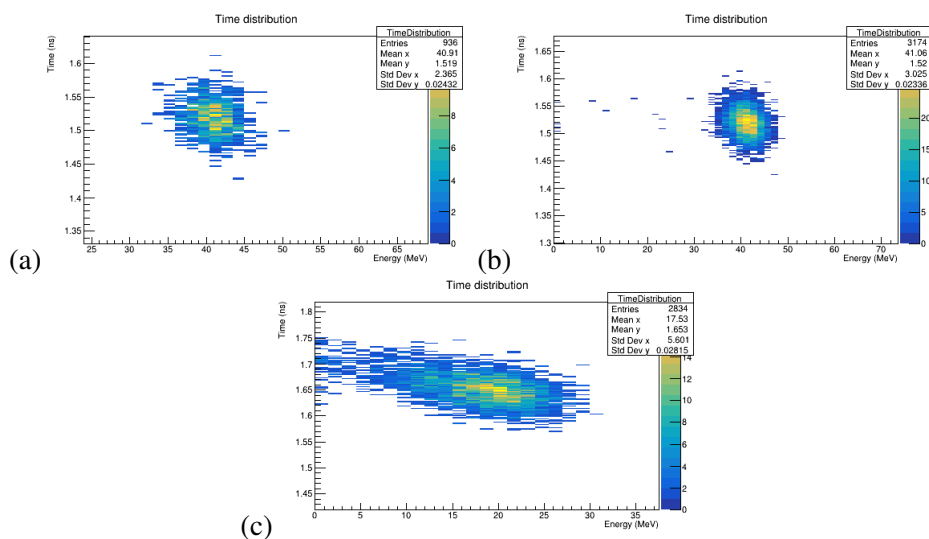 Time distribution
Time (ns)
TimeDistribution
Entries 936
Mean x 40.91
Mean y 1.519
Std Dev x 2.365
Std Dev y 0.02432
1.6
1.55
1.5
1.45
1.4
1.35
8
6
4
2
0
25 30 35 40 45 50 55 60 65
Energy (MeV)
(a)
Time distribution
Time (ns)
TimeDistribution
Entries 3174
Mean x 41.06
Mean y 1.52
Std Dev x 3.025
Std Dev y 0.02336
1.65
1.6
1.55
1.5
1.45
1.4
1.35
1.3
20
15
10
5
0
0 10 20 30 40 50 60 70
Energy (MeV)
(b)
Time distribution
Time (ns)
TimeDistribution
Entries 2834
Mean x 17.53
Mean y 1.653
Std Dev x 5.601
Std Dev y 0.02815
1.8
1.75
1.7
1.65
1.6
1.55
1.5
1.45
14
12
10
8
6
4
2
0
0 5 10 15 20 25 30 35
Energy (MeV)
(c)